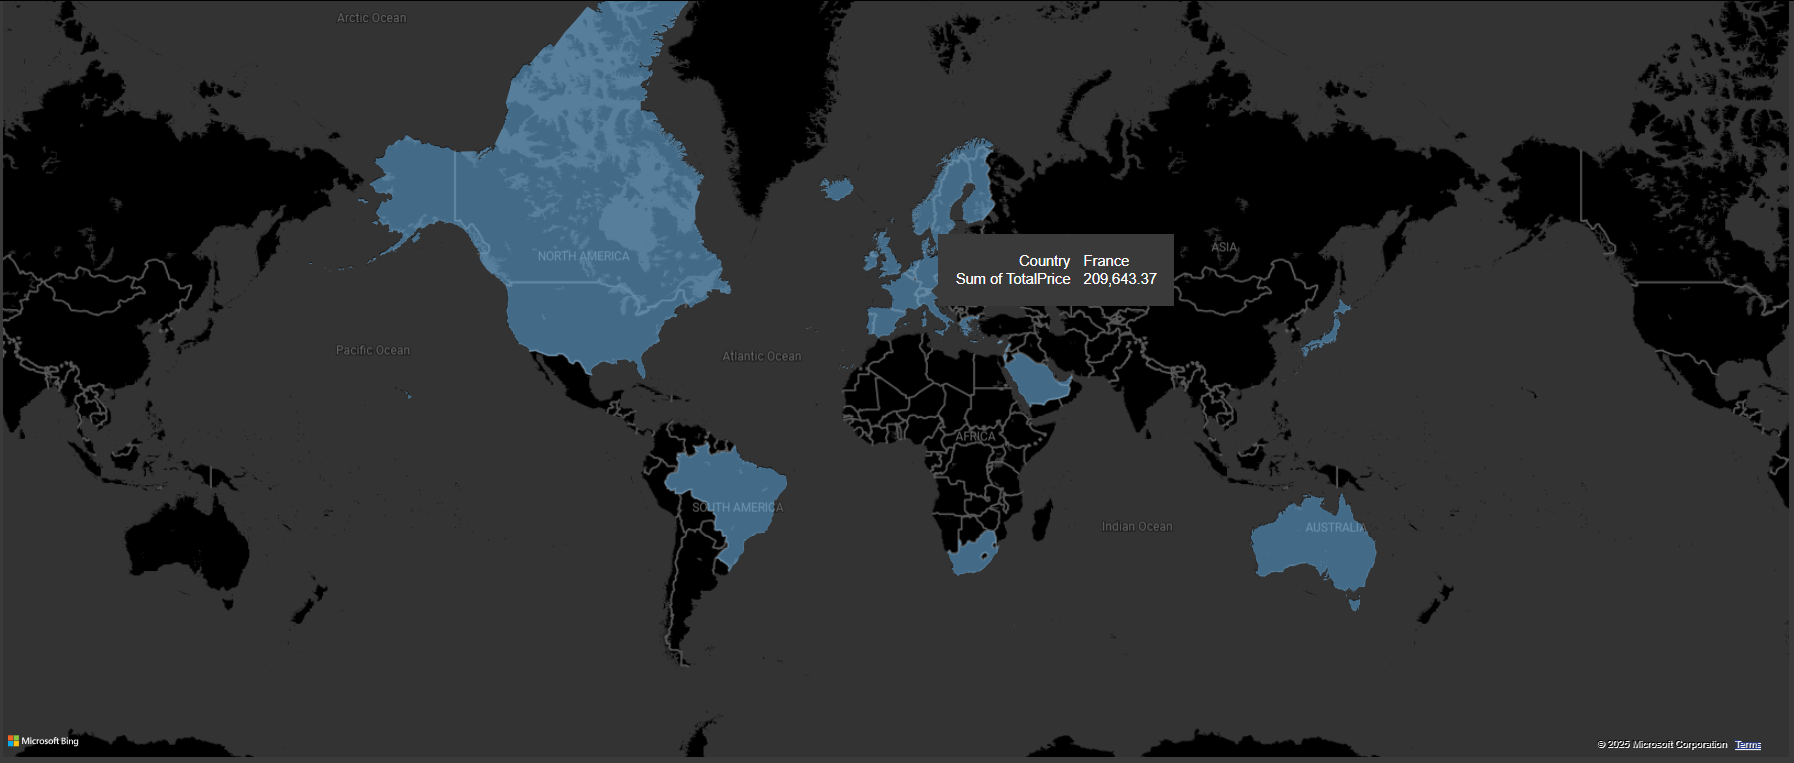 Arctic Ocean
NORTH AMERICA
ASIA
Country France
Sum of TotalPrice 209,643.37
Pacific Ocean
Atlantic Ocean
AFRICA
SOUTH AMERICA
Indian Ocean
AUSTRALIA
Microsoft Bing
© 2025 Microsoft Corporation Terms